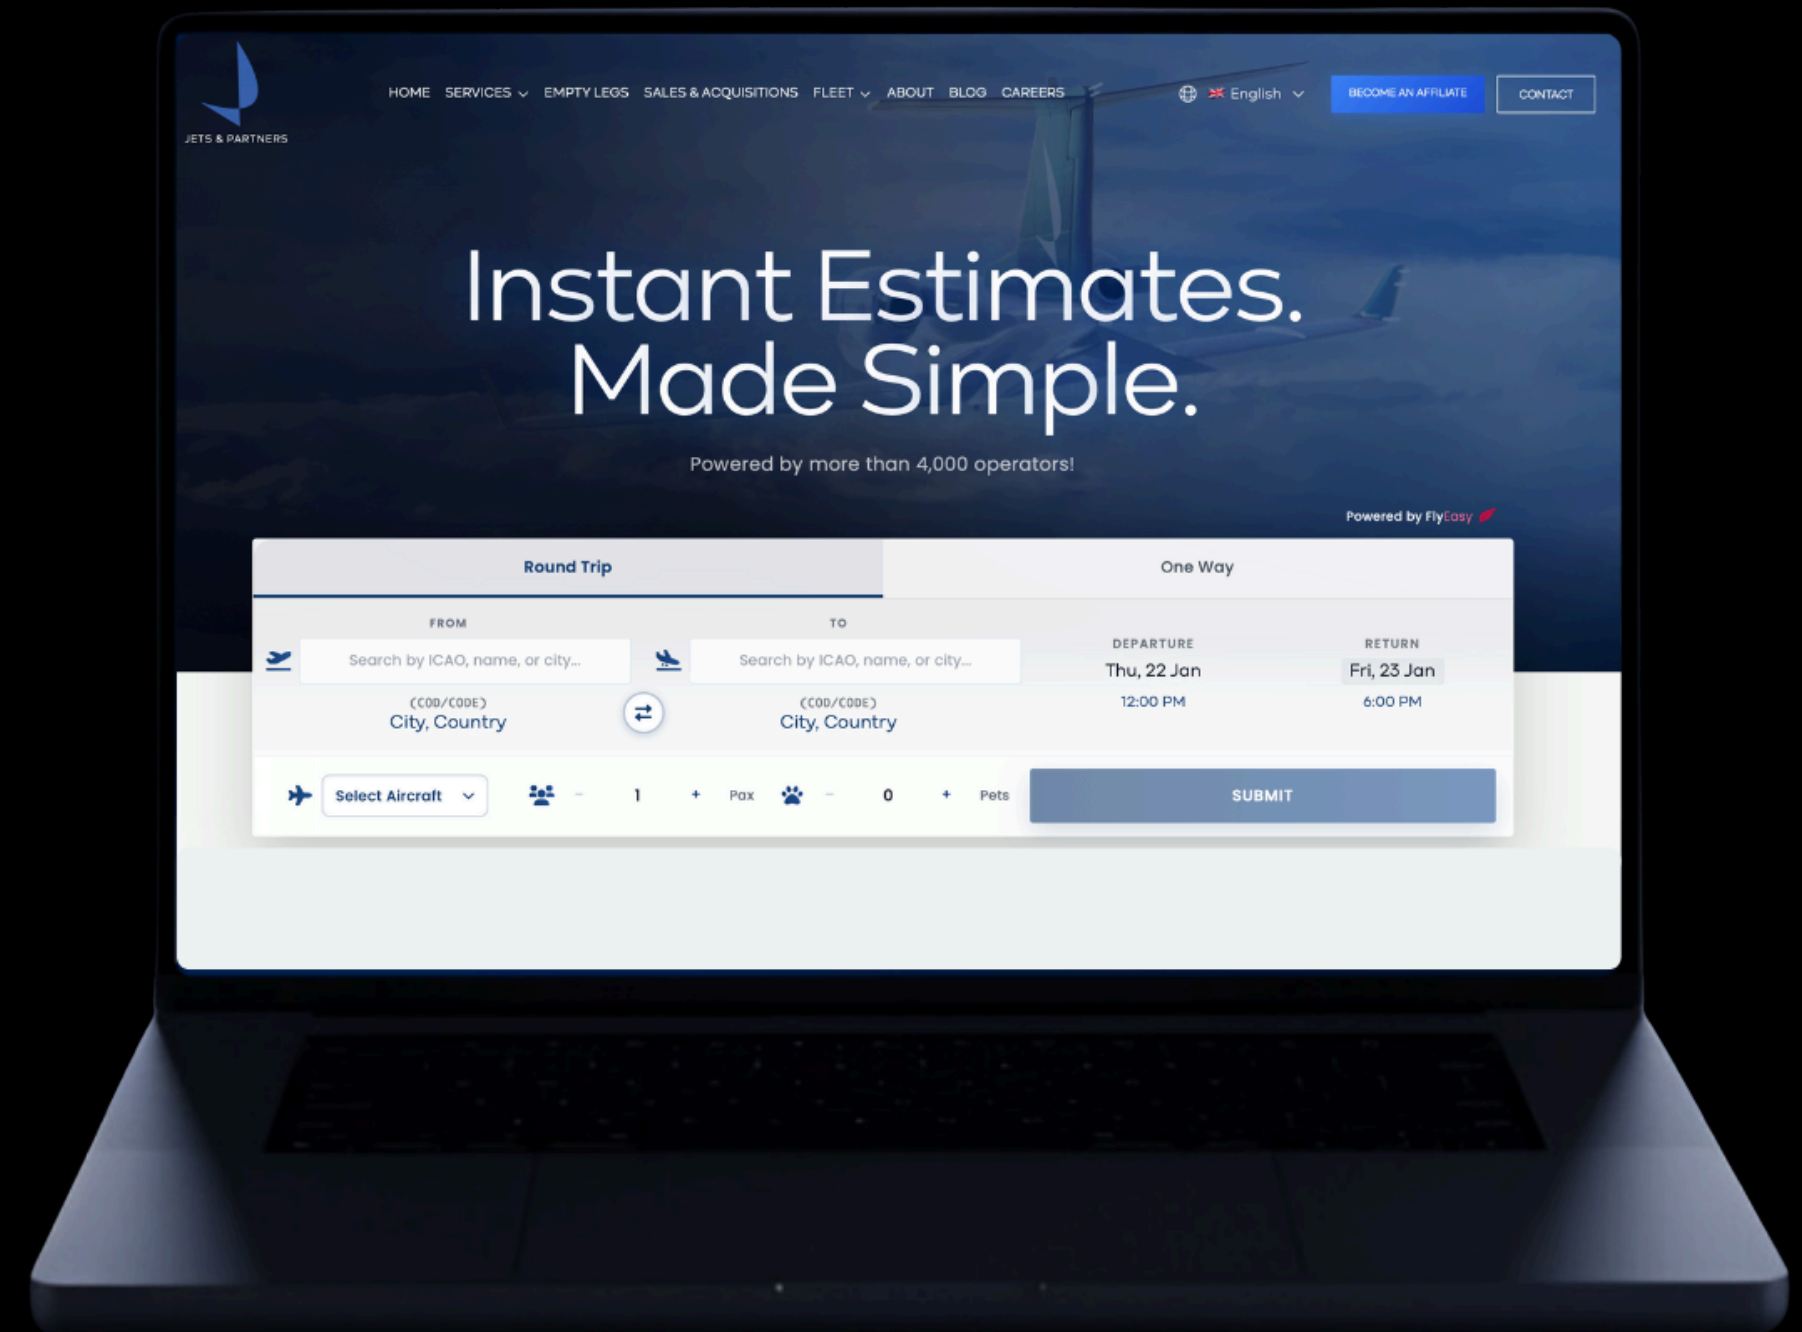 JETS & PARTNERS
HOME SERVICES EMPTY LEGS SALES & ACQUISITIONS FLEET ABOUT BLOG CAREERS English BECOME AN AFFILIATE CONTACT
Instant Estimates.
Made Simple.
Powered by more than 4,000 operators!
Powered by FlyEasy
Round Trip One Way
FROM TO
Search by ICAO, name, or city... Search by ICAO, name, or city...
DEPARTURE RETURN
Thu, 22 Jan Fri, 23 Jan
12:00 PM 6:00 PM
(COD/CODE) (COD/CODE)
City, Country City, Country
Select Aircraft - 1 + Pax - 0 + Pets SUBMIT